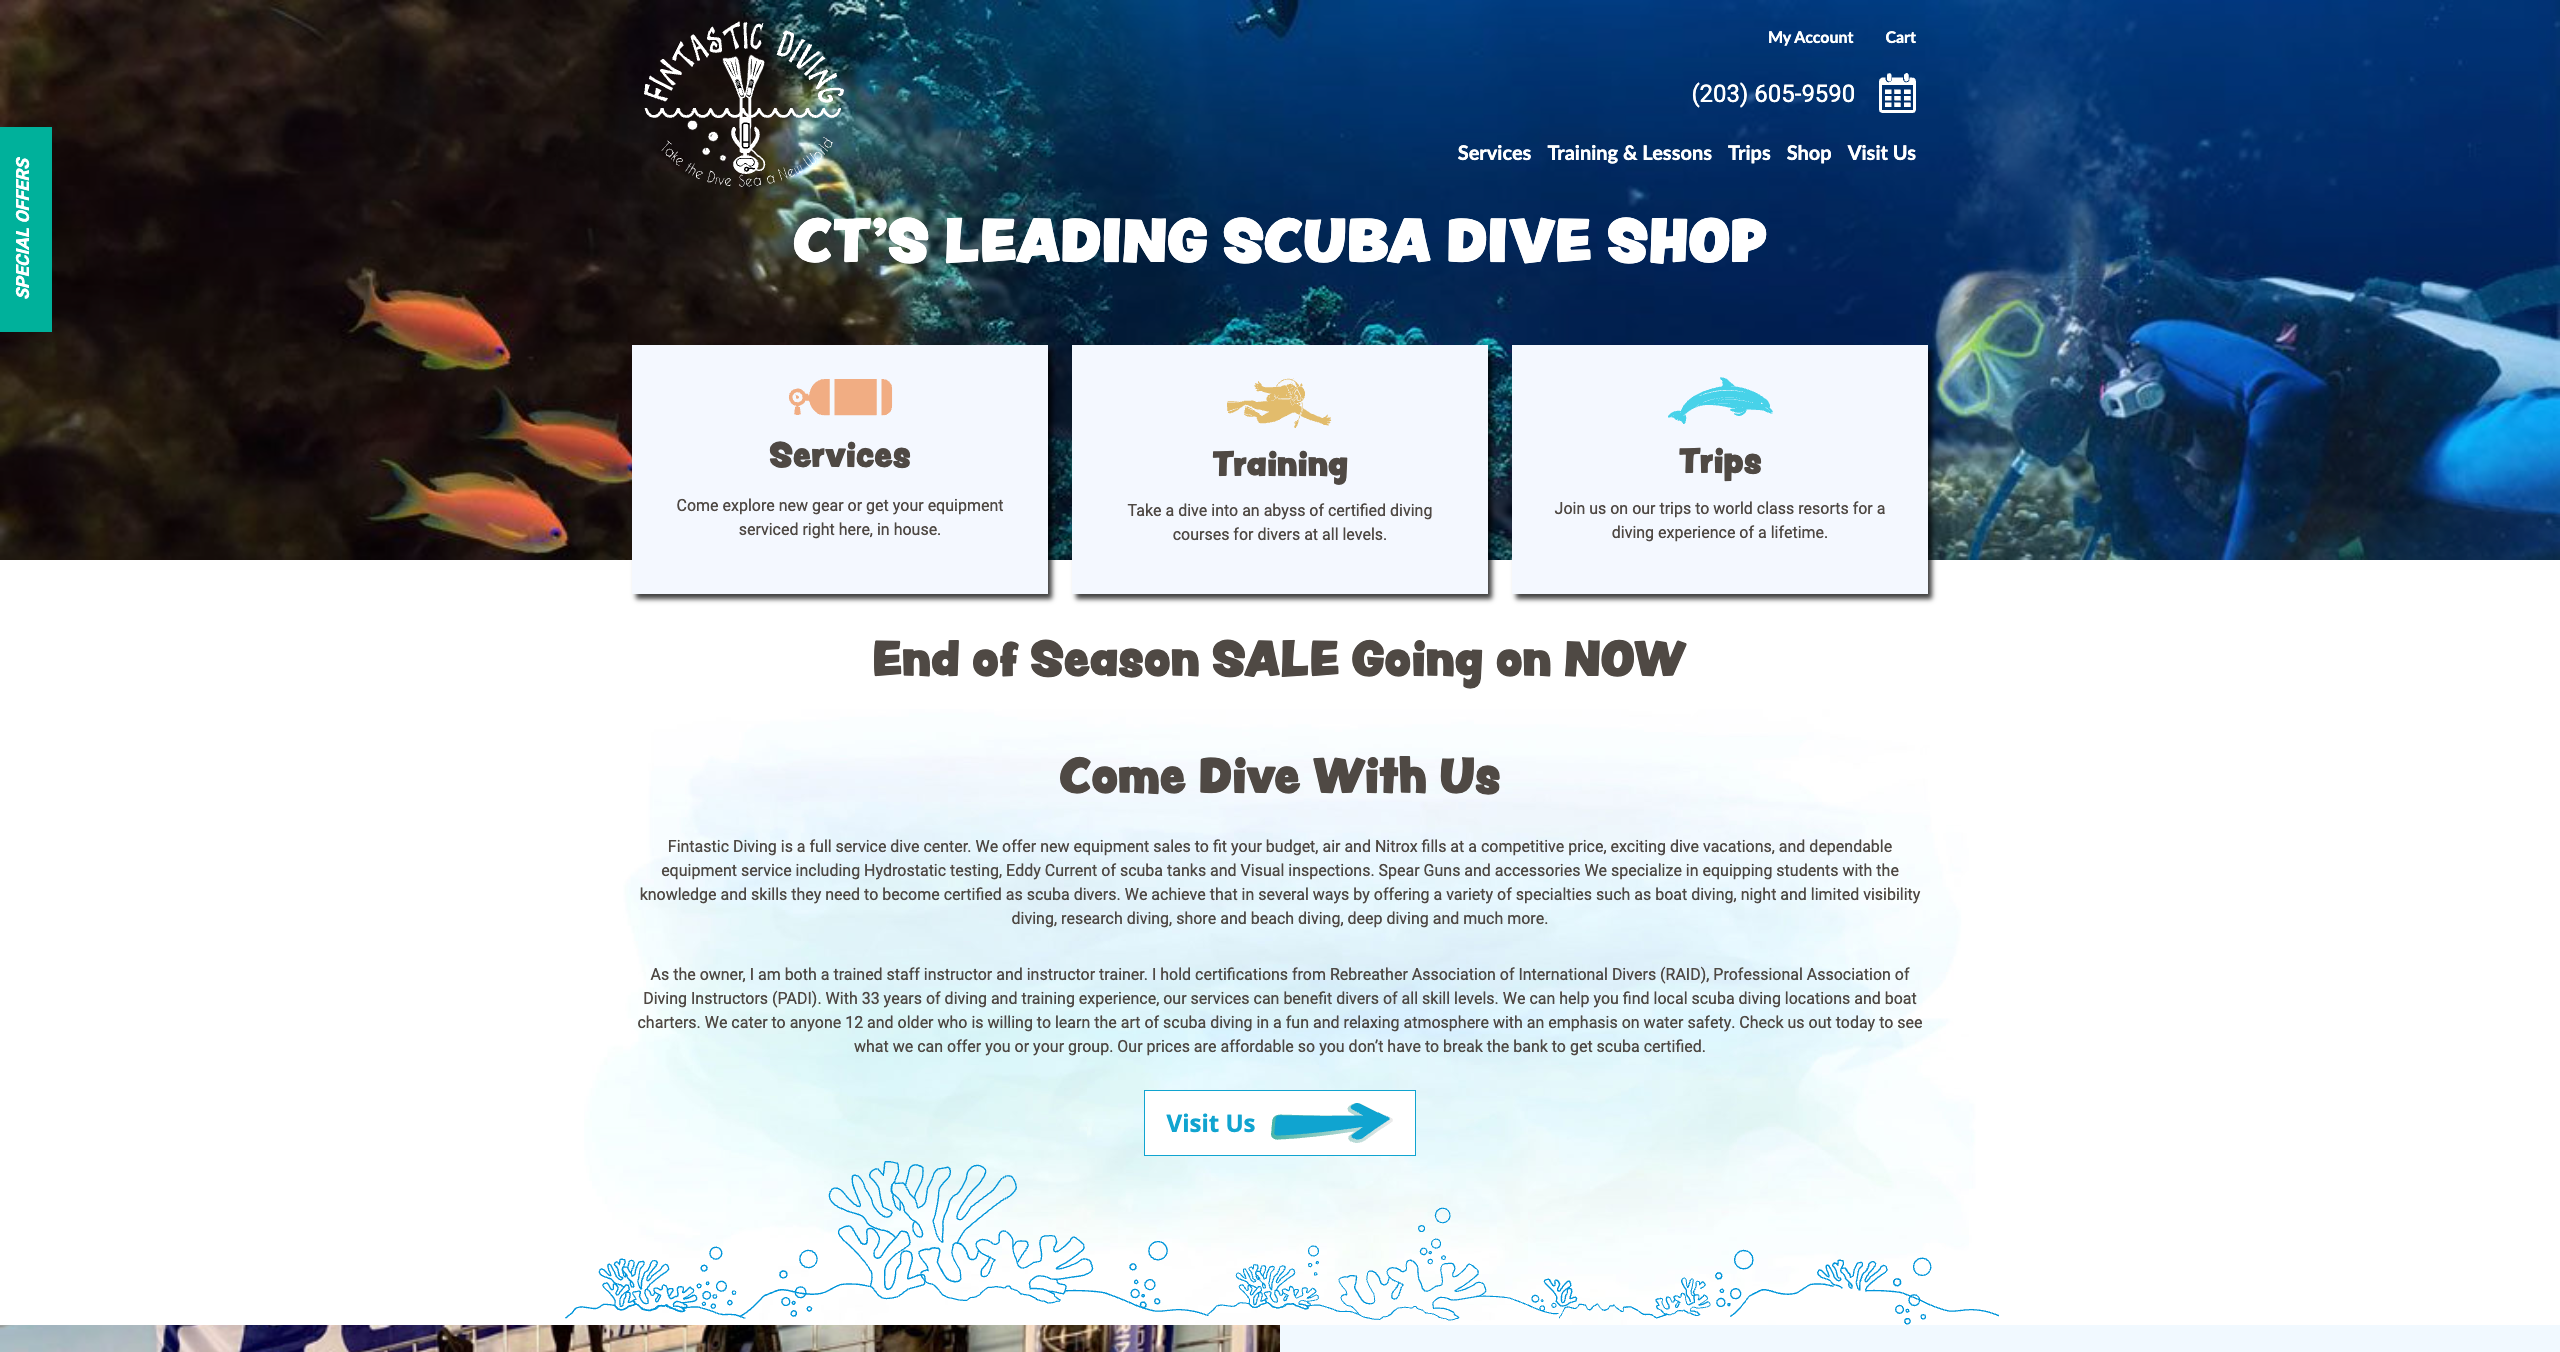 FINTASTIC DIVING
Take the Dive Sea a New World
My Account Cart
(203) 605-9590
Services Training & Lessons Trips Shop Visit Us
SPECIAL OFFERS
CT’S LEADING SCUBA DIVE SHOP
Services
Come explore new gear or get your equipment
serviced right here, in house.
Training
Take a dive into an abyss of certified diving
courses for divers at all levels.
Trips
Join us on our trips to world class resorts for a
diving experience of a lifetime.
End of Season SALE Going on NOW
Come Dive With Us
Fintastic Diving is a full service dive center. We offer new equipment sales to fit your budget, air and Nitrox fills at a competitive price, exciting dive vacations, and dependable
equipment service including Hydrostatic testing, Eddy Current of scuba tanks and Visual inspections. Spear Guns and accessories We specialize in equipping students with the
knowledge and skills they need to become certified as scuba divers. We achieve that in several ways by offering a variety of specialties such as boat diving, night and limited visibility
diving, research diving, shore and beach diving, deep diving and much more.
As the owner, I am both a trained staff instructor and instructor trainer. I hold certifications from Rebreather Association of International Divers (RAID), Professional Association of
Diving Instructors (PADI). With 33 years of diving and training experience, our services can benefit divers of all skill levels. We can help you find local scuba diving locations and boat
charters. We cater to anyone 12 and older who is willing to learn the art of scuba diving in a fun and relaxing atmosphere with an emphasis on water safety. Check us out today to see
what we can offer you or your group. Our prices are affordable so you don’t have to break the bank to get scuba certified.
Visit Us